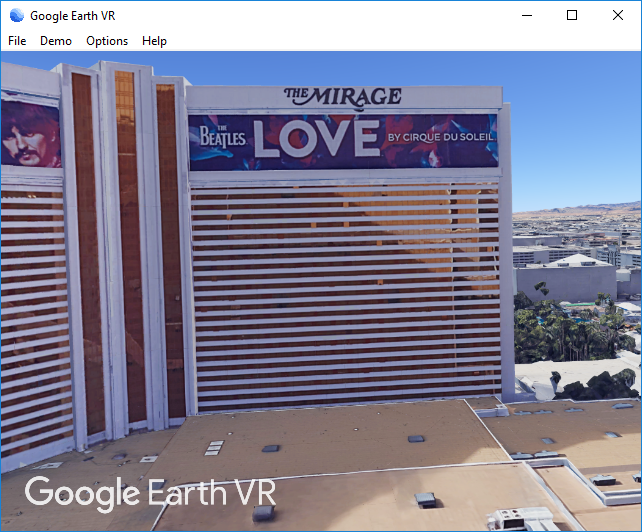 Google Earth VR
File Demo Options Help
THE MIRAGE
THE BEATLES LOVE BY CIRQUE DU SOLEIL
Google Earth VR